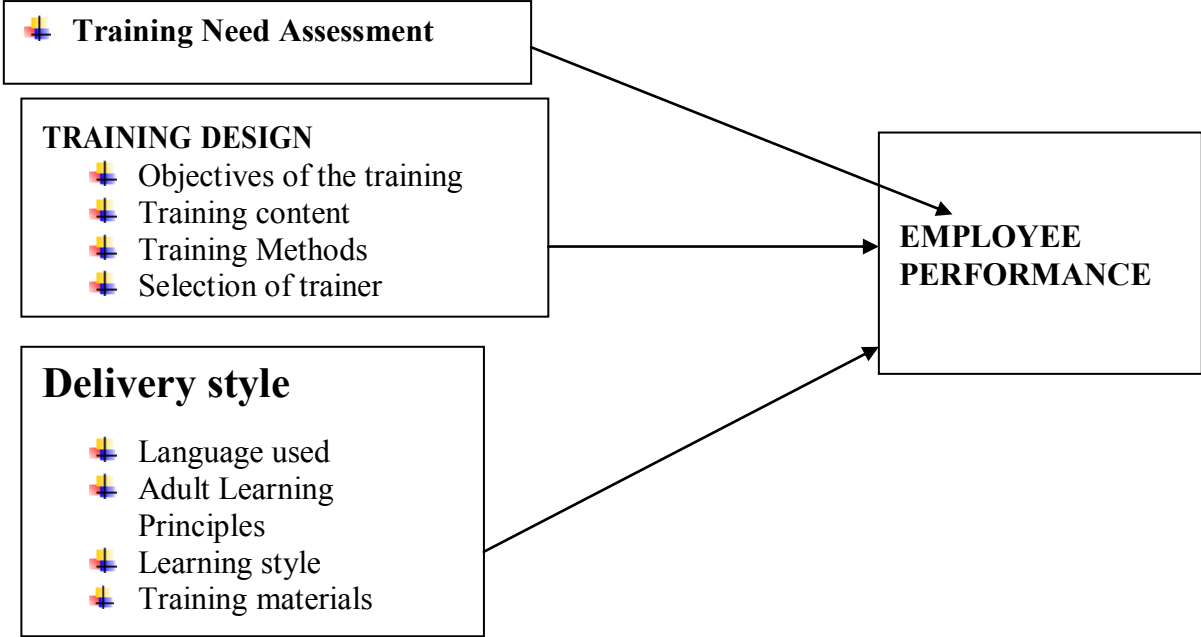 Training Need Assessment
TRAINING DESIGN
Objectives of the training
Training content
Training Methods
Selection of trainer
Delivery style
Language used
Adult Learning
Principles
Learning style
Training materials
EMPLOYEE
PERFORMANCE